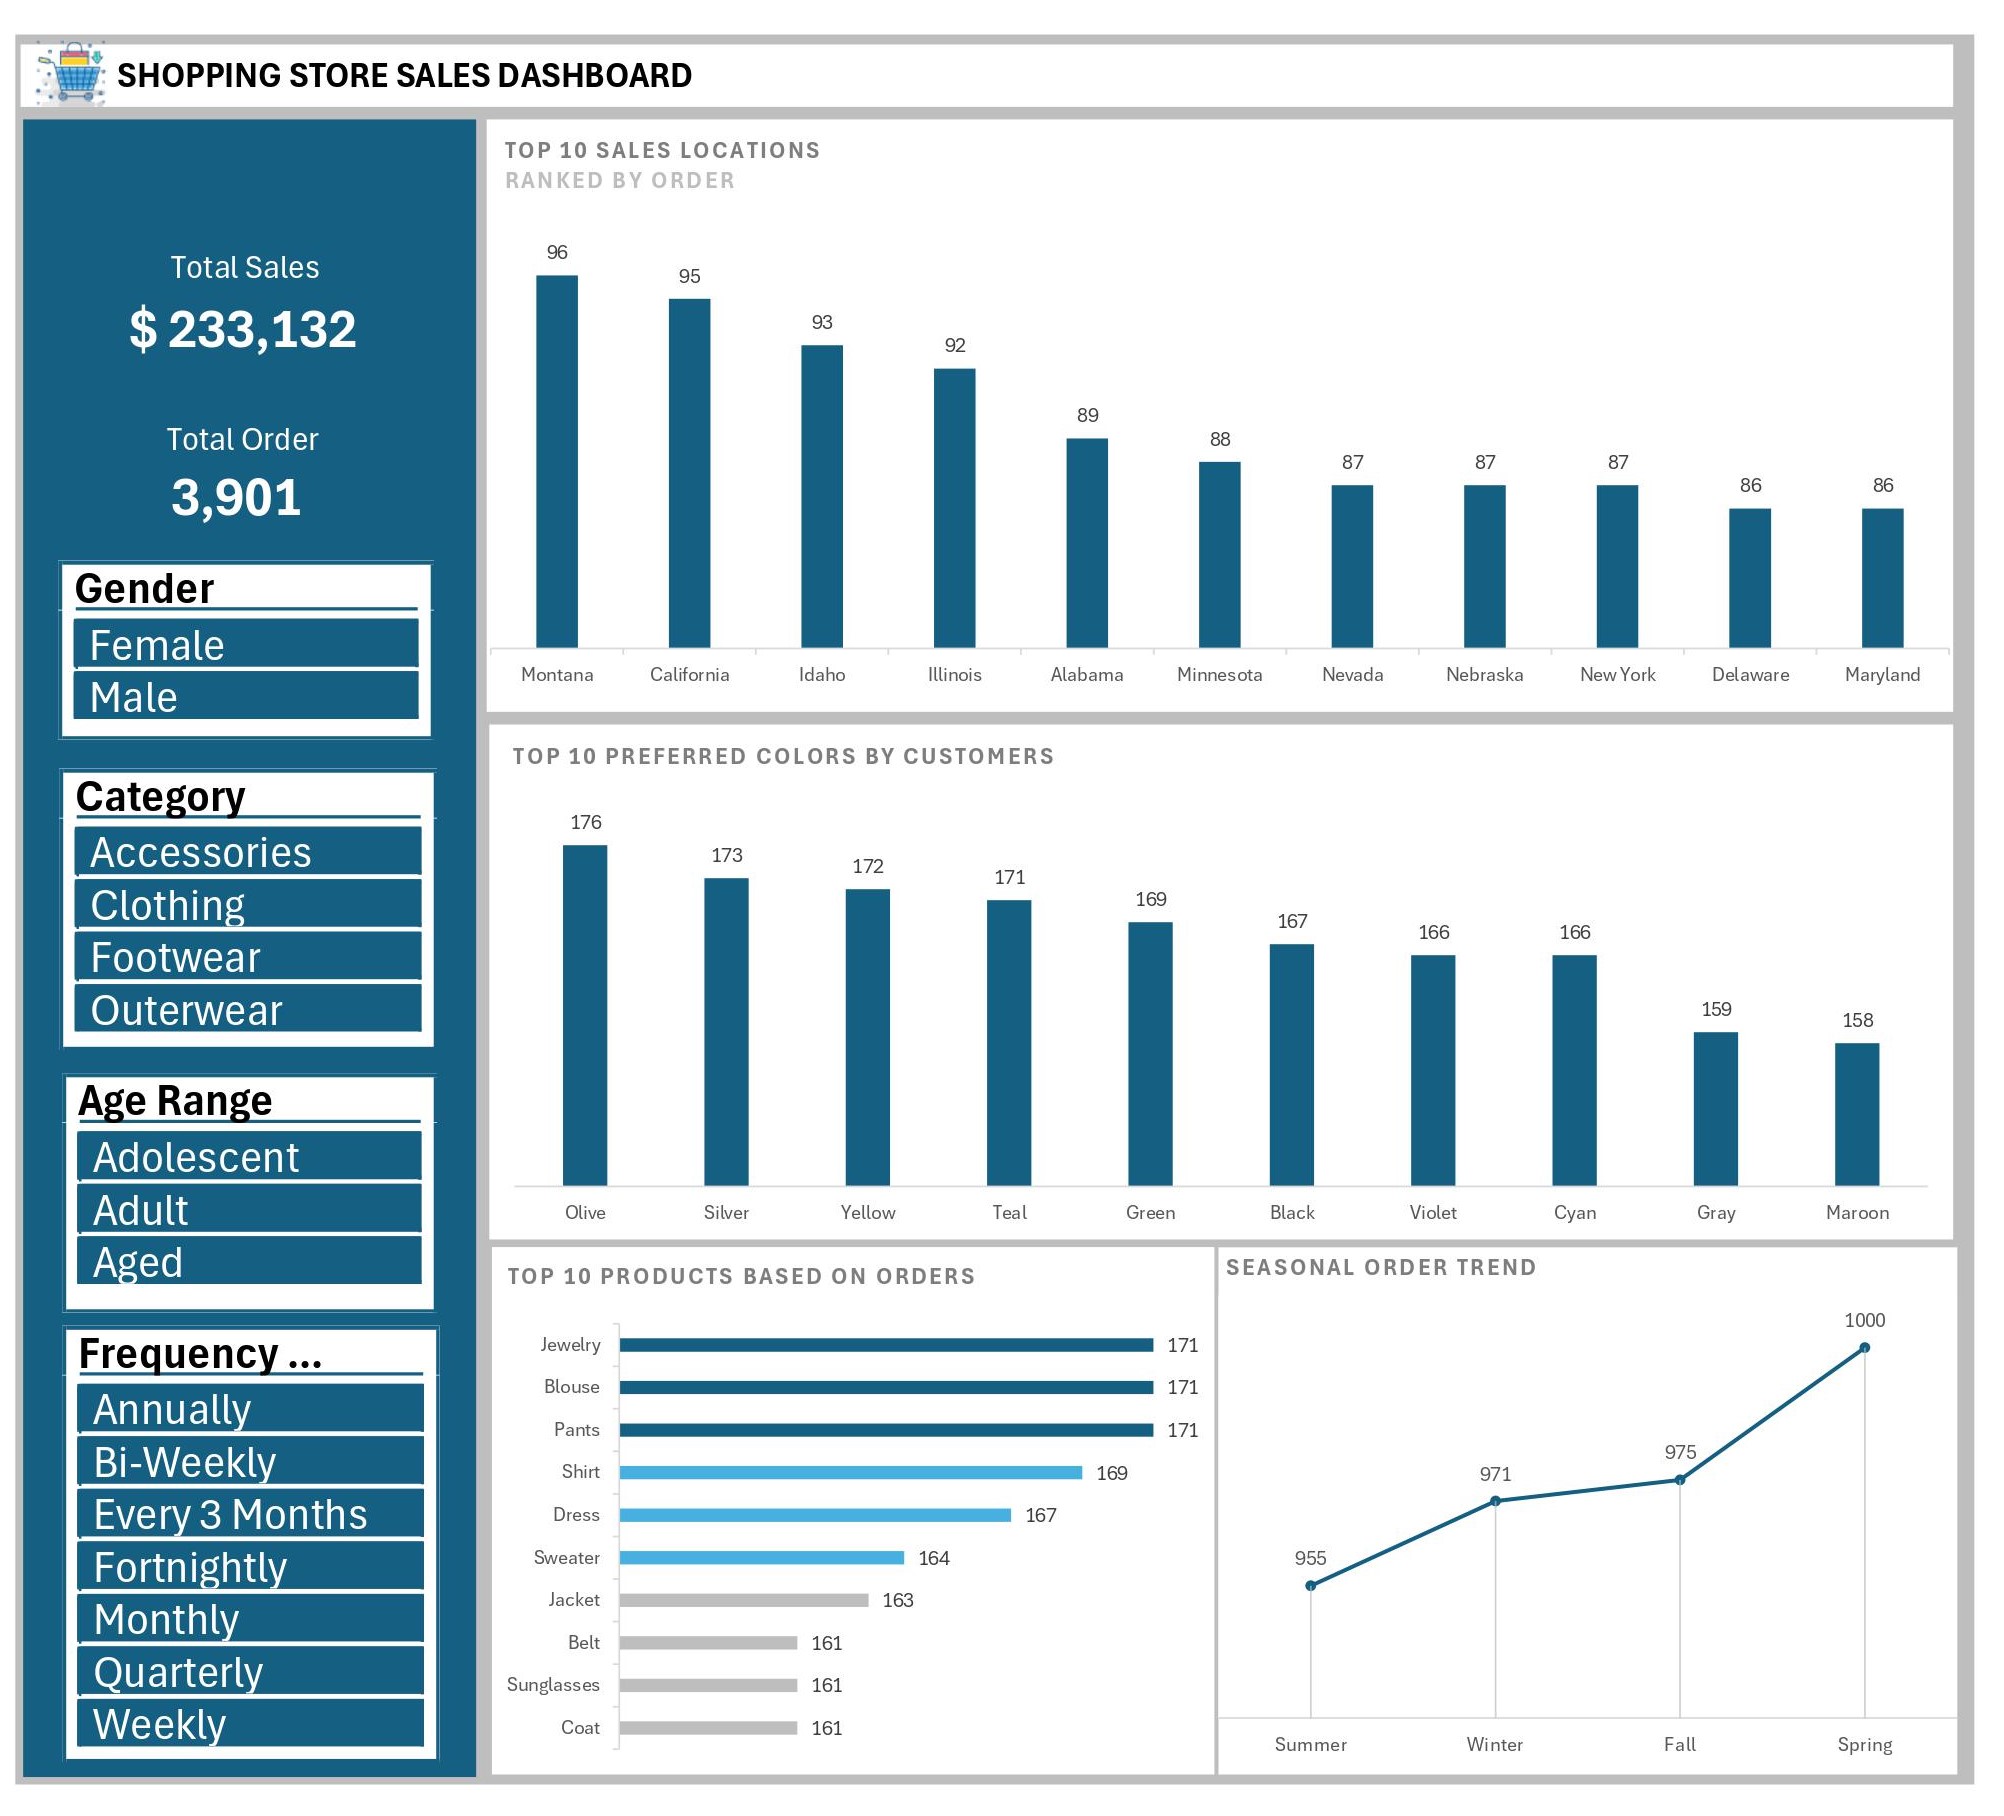 SHOPPING STORE SALES DASHBOARD
Total Sales
$ 233,132
Total Order
3,901
Gender
Female
Male
Category
Accessories
Clothing
Footwear
Outerwear
Age Range
Adolescent
Adult
Aged
Frequency ...
Annually
Bi-Weekly
Every 3 Months
Fortnightly
Monthly
Quarterly
Weekly
TOP 10 SALES LOCATIONS
RANKED BY ORDER
96 95 93 92 89 88 87 87 87 86 86
Montana California Idaho Illinois Alabama Minnesota Nevada Nebraska New York Delaware Maryland
TOP 10 PREFERRED COLORS BY CUSTOMERS
176 173 172 171 169 167 166 166 159 158
Olive Silver Yellow Teal Green Black Violet Cyan Gray Maroon
TOP 10 PRODUCTS BASED ON ORDERS
Jewelry 171
Blouse 171
Pants 171
Shirt 169
Dress 167
Sweater 164
Jacket 163
Belt 161
Sunglasses 161
Coat 161
SEASONAL ORDER TREND
955 971 975 1000
Summer Winter Fall Spring